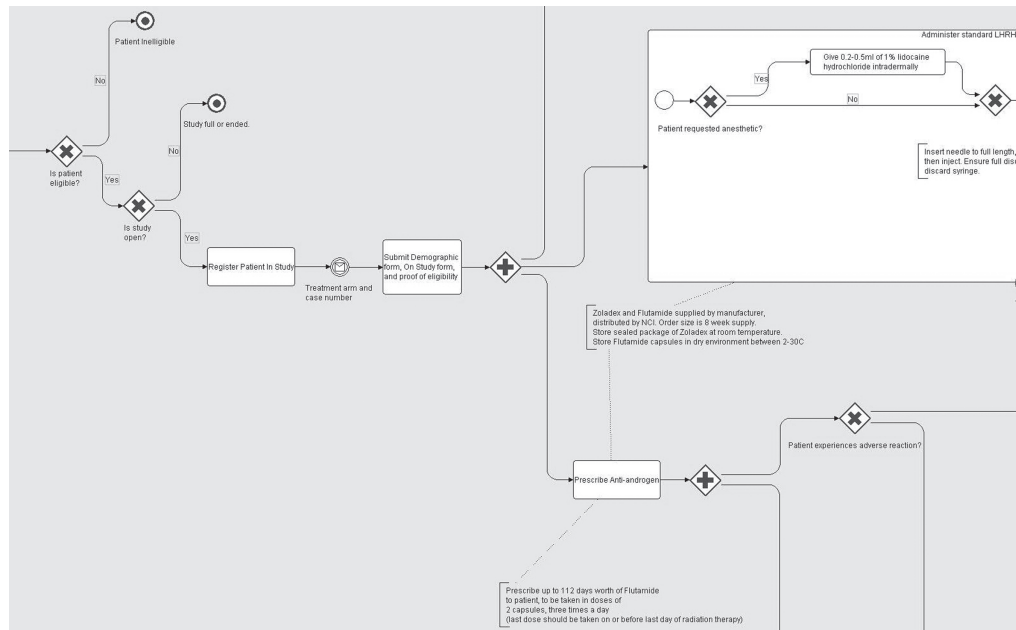 Patient Ineligible
No
Study full or ended.
No
Is patient
eligible?
Yes
Is study
open?
Yes
Register Patient In Study
Treatment arm and
case number
Submit Demographic
form, On Study form,
and proof of eligibility
Administer standard LHRH
Give 0.2-0.5ml of 1% lidocaine
hydrochloride intradermally
Yes
No
Patient requested anesthetic?
Insert needle to full length,
then inject. Ensure full
discard syringe.
Zoladex and Flutamide supplied by manufacturer,
distributed by NCI. Order size is 8 week supply.
Store sealed package of Zoladex at room temperature.
Store Flutamide capsules in dry environment between 2-30C
Patient experiences adverse reaction?
Prescribe Anti-androgen
Prescribe up to 112 days worth of Flutamide
to patient, to be taken in doses of
2 capsules, three times a day
(last dose should be taken on or before last day of radiation therapy)